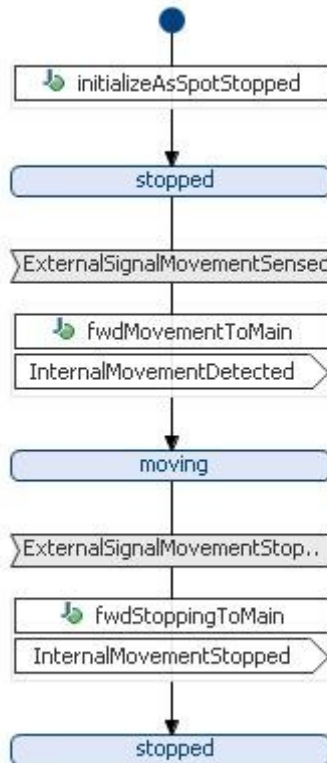 initializeAsSpotStopped
stopped
ExternalSignalMovementSensed
fwdMovementToMain
InternalMovementDetected
moving
ExternalSignalMovementStop..
fwdStoppingToMain
InternalMovementStopped
stopped